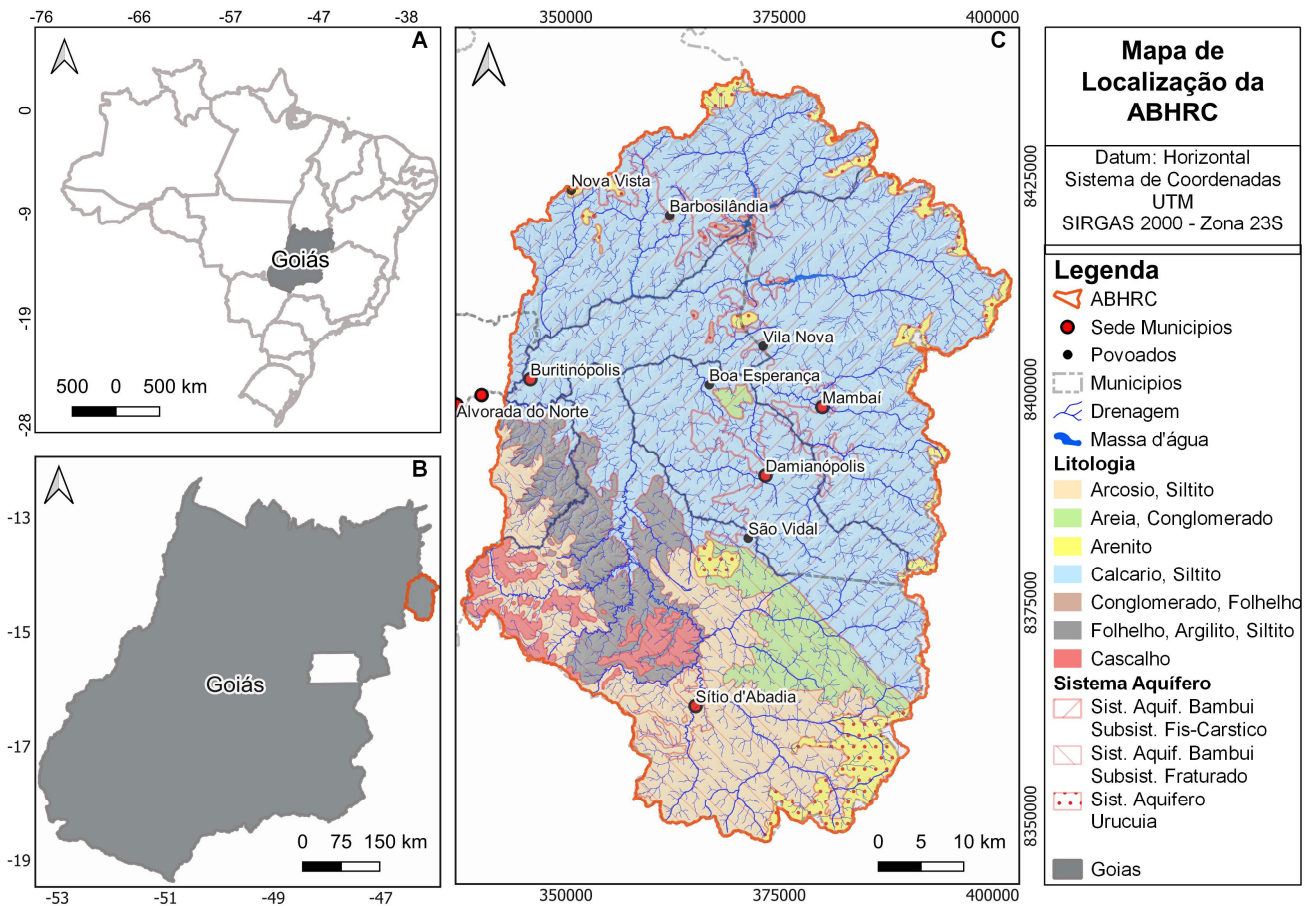 -76
-66
-57
-47
-38
A
0
-9
-19
-28
Goiás
500 0 500 km
B
-13
-15
-17
-19
Goiás
0 75 150 km
-53
-51
-49
-47
350000
375000
400000
C
Nova Vista
Barbosilândia
Vila Nova
Buritinópolis
Boa Esperança
Mambaí
Alvorada do Norte
Damianópolis
São Vidal
Sítio d'Abadia
0 5 10 km
350000
375000
400000
8425000
8400000
8375000
8350000
Mapa de
Localização da
ABHRC
Datum: Horizontal
Sistema de Coordenadas
UTM
SIRGAS 2000 - Zona 23S
Legenda
ABHRC
Sede Municipios
Povoados
Municipios
Drenagem
Massa d'água
Litologia
Arcosio, Siltito
Areia, Conglomerado
Arenito
Calcario, Siltito
Conglomerado, Folhelho
Folhelho, Argilito, Siltito
Cascalho
Sistema Aquífero
Sist. Aquif. Bambui
Subsist. Fis-Carstico
Sist. Aquif. Bambui
Subsist. Fraturado
Sist. Aquifero
Urucuia
Goias